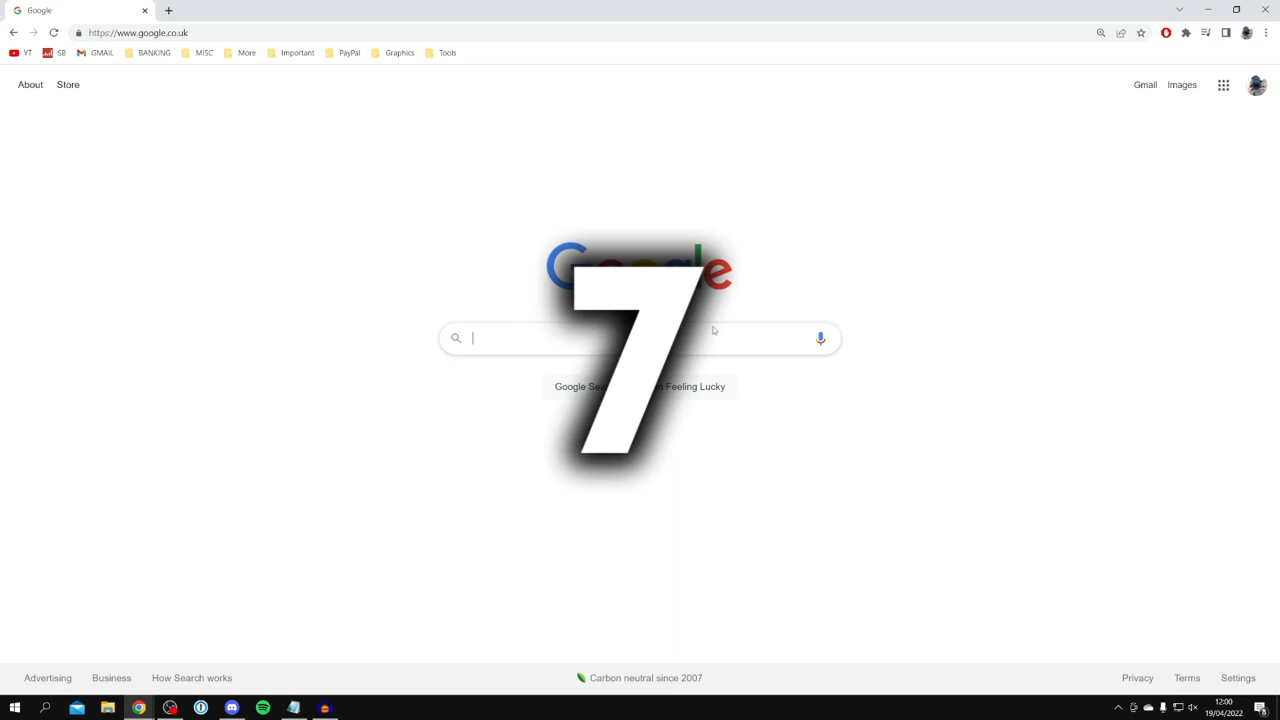 Google
https://www.google.co.uk
YT SB GMAIL BANKING MISC More Important PayPal Graphics Tools
About Store
Gmail Images
7
Feeling Lucky
Advertising Business How Search works
Carbon neutral since 2007
Privacy Terms Settings
12:00
19/04/2022
8